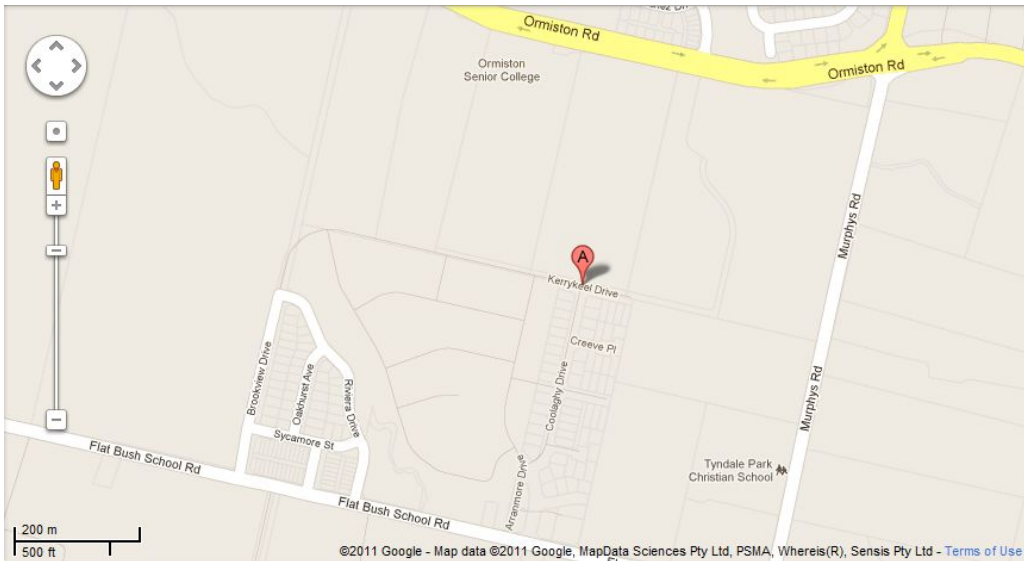 Ormiston Rd
Ormiston
Senior College
Ormiston Rd
Murphys Rd
A
Kerrykeel Drive
Creeve Pl
Coolaghy Drive
Brookview Drive
Oakhurst Ave
Riviera Drive
Sycamore St
Murphys Rd
Flat Bush School Rd
Tyndale Park
Christian School
Arranmore Drive
Flat Bush School Rd
200 m
500 ft
©2011 Google - Map data ©2011 Google, MapData Sciences Pty Ltd, PSMA, Whereis(R), Sensis Pty Ltd - Terms of Use